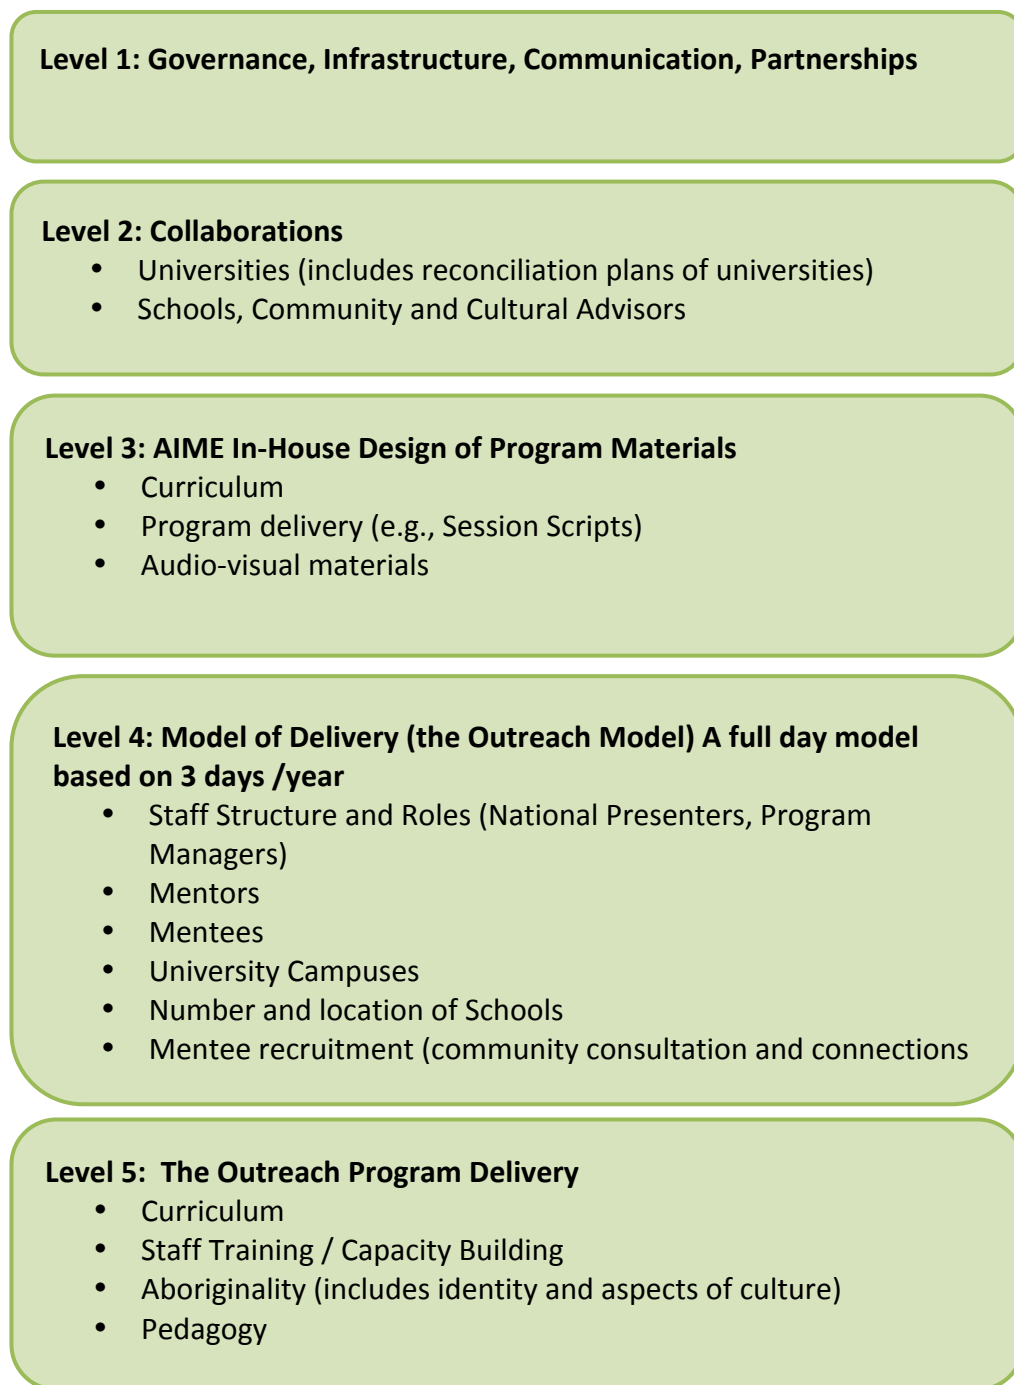 Level 1: Governance, Infrastructure, Communication, Partnerships
Level 2: Collaborations
• Universities (includes reconciliation plans of universities)
• Schools, Community and Cultural Advisors
Level 3: AIME In-House Design of Program Materials
• Curriculum
• Program delivery (e.g., Session Scripts)
• Audio-visual materials
Level 4: Model of Delivery (the Outreach Model) A full day model
based on 3 days /year
• Staff Structure and Roles (National Presenters, Program
Managers)
• Mentors
• Mentees
• University Campuses
• Number and location of Schools
• Mentee recruitment (community consultation and connections
Level 5:  The Outreach Program Delivery
• Curriculum
• Staff Training / Capacity Building
• Aboriginality (includes identity and aspects of culture)
• Pedagogy